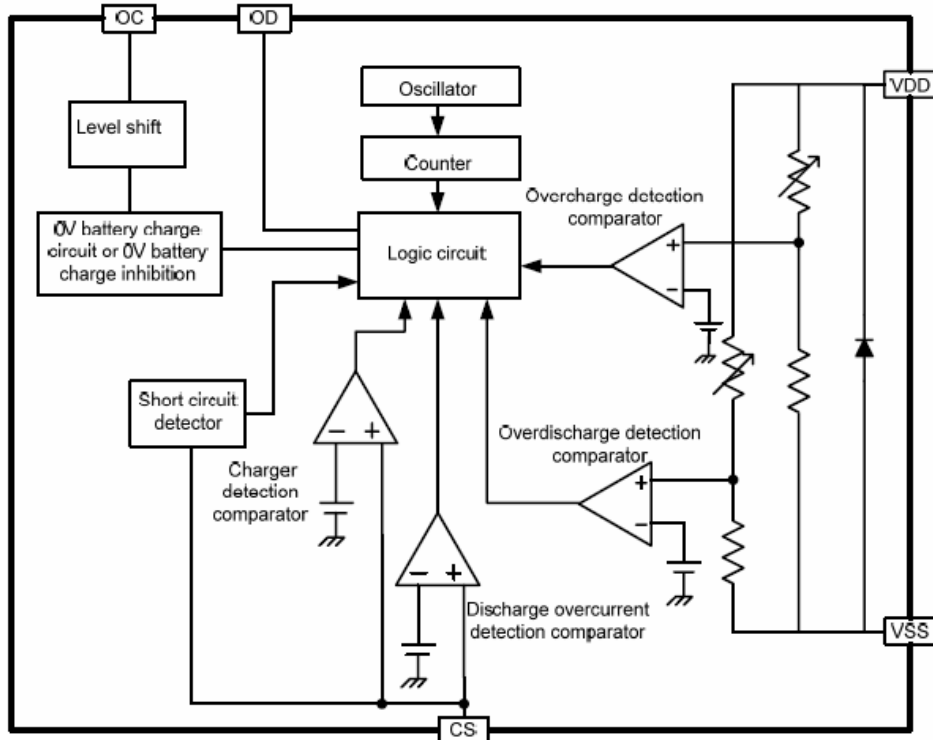 OC
OD
VDD
Oscillator
Level shift
Counter
Overcharge detection
comparator
+
−
0V battery charge
circuit or 0V battery
charge inhibition
Logic circuit
Short circuit
detector
− +
Charger
detection
comparator
Overdischarge detection
comparator
+
−
− +
Discharge overcurrent
detection comparator
VSS
CS